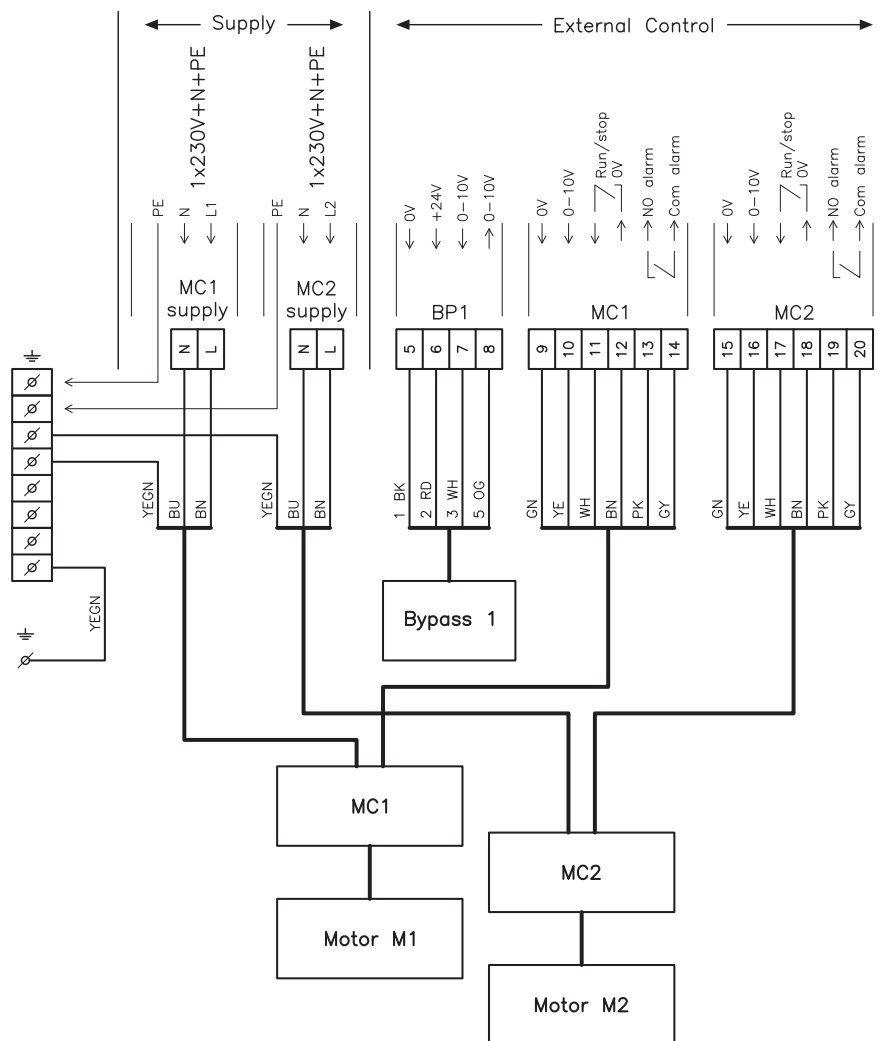 Supply
External Control
1x230V+N+PE
1x230V+N+PE
PE
N
L1
PE
N
L2
0V
+24V
0-10V
0-10V
0V
0-10V
Run/stop
0V
NO alarm
Com alarm
0V
0-10V
Run/stop
0V
NO alarm
Com alarm
MC1
supply
MC2
supply
BP1
MC1
MC2
N
L
N
L
5
6
7
8
9
10
11
12
13
14
15
16
17
18
19
20
YEGN
BU
BN
YEGN
BU
BN
1 BK
2 RD
3 WH
5 OG
GN
YE
WH
BN
PK
GY
GN
YE
WH
BN
PK
GY
YEGN
Bypass 1
MC1
MC2
Motor M1
Motor M2